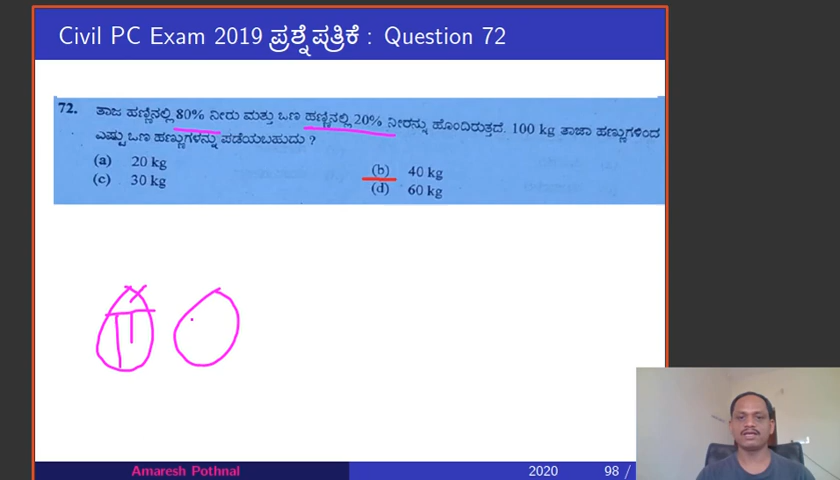 Civil PC Exam 2019 ಪ್ರಶ್ನೆ ಪತ್ರಿಕೆ : Question 72
72. ತಾಜ ಹಣ್ಣಿನಲ್ಲಿ 80% ನೀರು ಮತ್ತು ಒಣ ಹಣ್ಣಿನಲ್ಲಿ 20% ನೀರನ್ನು ಹೊಂದಿರುತ್ತದೆ. 100 kg ತಾಜಾ ಹಣ್ಣುಗಳಿಂದ
ಎಷ್ಟು ಒಣ ಹಣ್ಣುಗಳನ್ನು ಪಡೆಯಬಹುದು ?
(a) 20 kg (b) 40 kg
(c) 30 kg (d) 60 kg
Amaresh Pothnal 2020 98 /